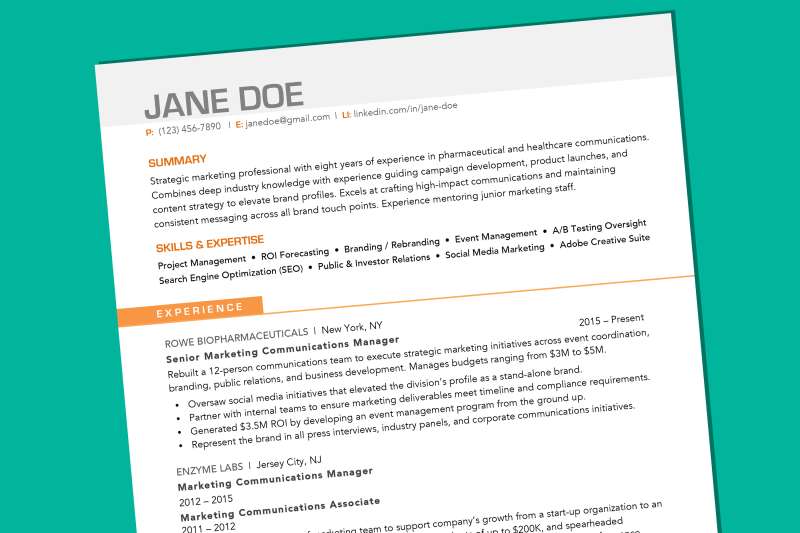 JANE DOE
P: (123) 456-7890 | E: janedoe@gmail.com | LI: linkedin.com/in/jane-doe
SUMMARY
Strategic marketing professional with eight years of experience in pharmaceutical and healthcare communications.
Combines deep industry knowledge with experience guiding campaign development, product launches, and
content strategy to elevate brand profiles. Excels at crafting high-impact communications and maintaining
consistent messaging across all brand touch points. Experience mentoring junior marketing staff.
SKILLS & EXPERTISE
Project Management • ROI Forecasting • Branding / Rebranding • Event Management • A/B Testing Oversight
Search Engine Optimization (SEO) • Public & Investor Relations • Social Media Marketing • Adobe Creative Suite
EXPERIENCE
ROWE BIOPHARMACEUTICALS | New York, NY
2015 – Present
Senior Marketing Communications Manager
Rebuilt a 12-person communications team to execute strategic marketing initiatives across event coordination,
branding, public relations, and business development. Manages budgets ranging from $3M to $5M.
• Oversaw social media initiatives that elevated the division's profile as a stand-alone brand.
• Partner with internal teams to ensure marketing deliverables meet timeline and compliance requirements.
• Generated $3.5M ROI by developing an event management program from the ground up.
• Represent the brand in all press interviews, industry panels, and corporate communications initiatives.
ENZYME LABS | Jersey City, NJ
Marketing Communications Manager
2012 – 2015
Marketing Communications Associate
2011 – 2012
marketing team to support company's growth from a start-up organization to an
of up to $200K, and spearheaded